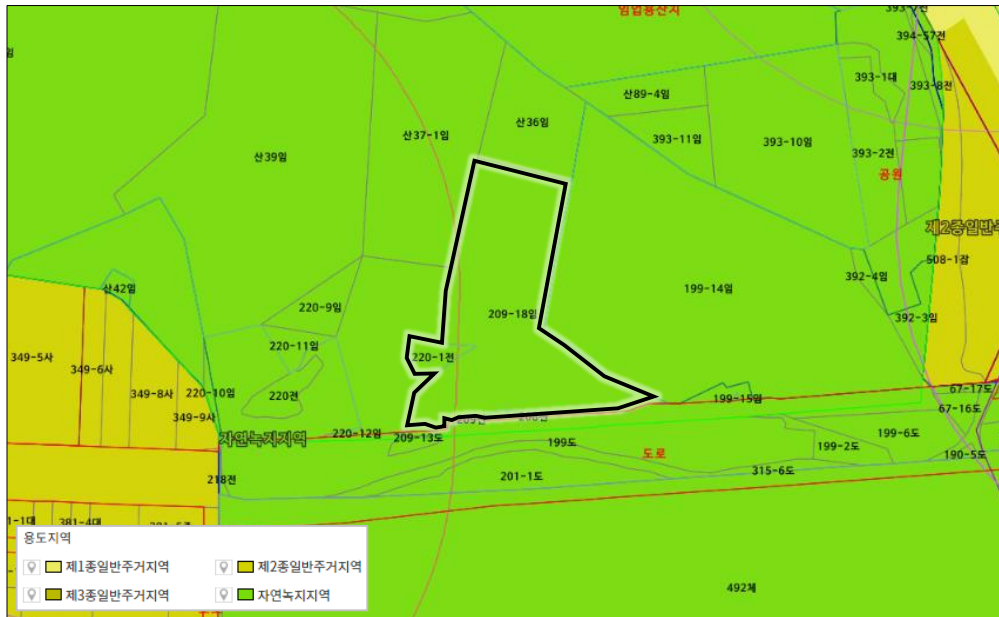 임업용산지
393-7전
394-57전
393-1대
393-8전
산89-4임
산37-1임
산36임
393-11임
393-10임
393-2전
산39임
공원
508-1잡
산42임
392-4임
199-14임
220-9임
209-18임
392-3임
220-11임
349-5사
220-1전
349-6사
349-8사
220-10임
220전
67-17도
199-15임
349-9사
67-16도
220-12임
209-13도
자연녹지지역
199도
199-6도
199-2도
도로
190-5도
315-6도
201-1도
218전
381-4대
용도지역
제1종일반주거지역
제2종일반주거지역
제3종일반주거지역
자연녹지지역
492체